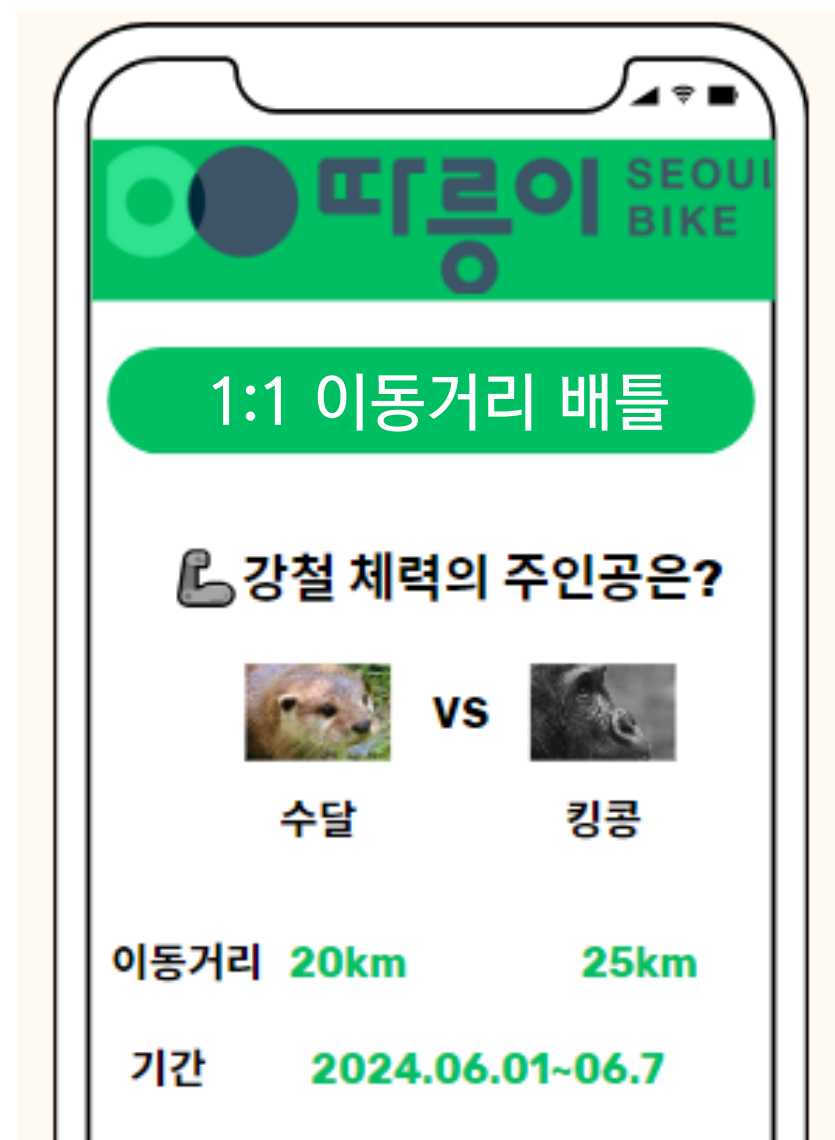 따릉이 SEOUL
BIKE
1:1 이동거리 배틀
강철 체력의 주인공은?
VS
수달 킹콩
이동거리 20km 25km
기간 2024.06.01~06.7